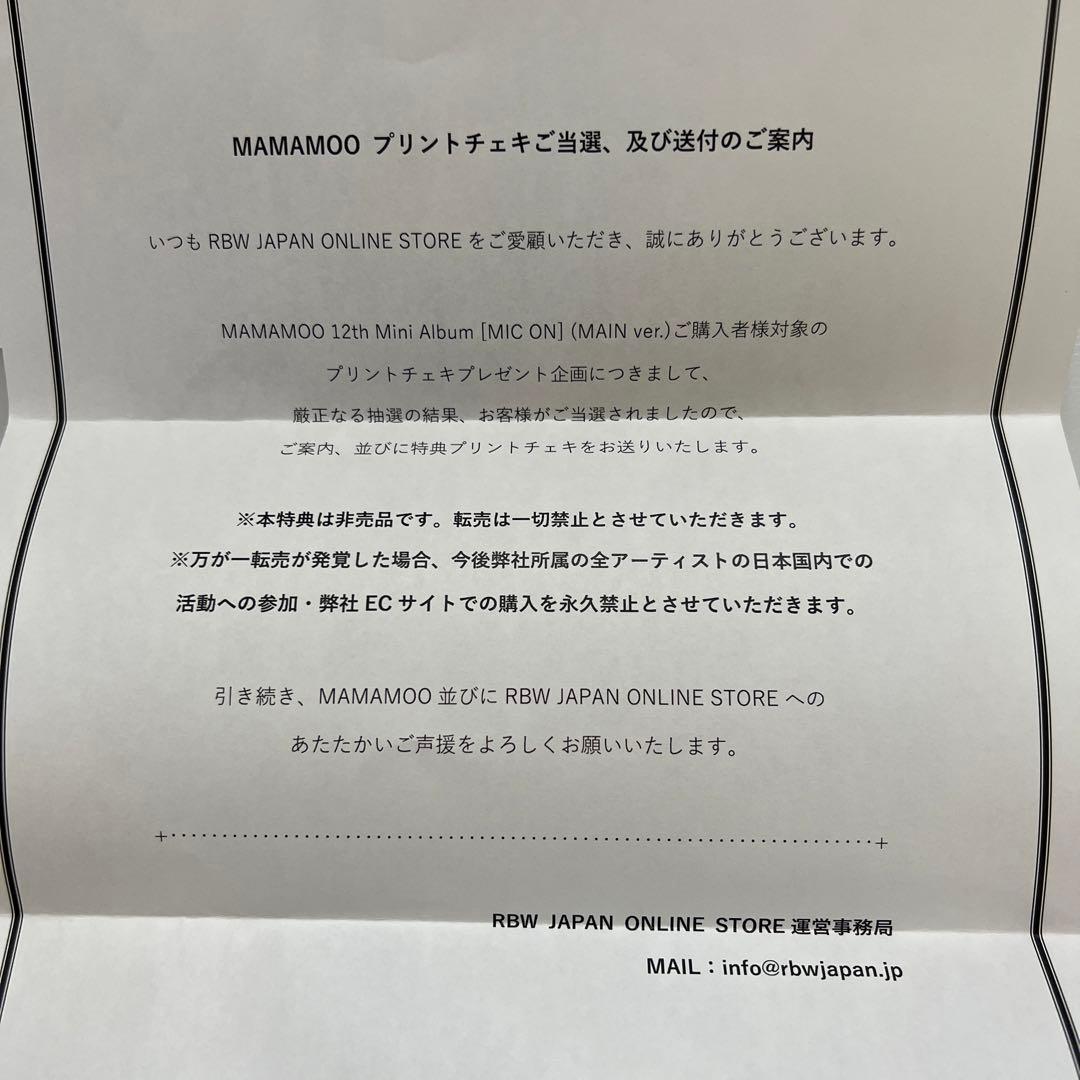 MAMAMOO プリントチェキご当選、及び送付のご案内
いつも RBW JAPAN ONLINE STORE をご愛顧いただき、誠にありがとうございます。
MAMAMOO 12th Mini Album [MIC ON] (MAIN ver.)ご購入者様対象の
プリントチェキプレゼント企画につきまして、
厳正なる抽選の結果、お客様がご当選されましたので、
ご案内、並びに特典プリントチェキをお送りいたします。
※本特典は非売品です。転売は一切禁止とさせていただきます。
※万が一転売が発覚した場合、今後弊社所属の全アーティストの日本国内での
活動への参加・弊社 EC サイトでの購入を永久禁止とさせていただきます。
引き続き、MAMAMOO 並びに RBW JAPAN ONLINE STORE への
あたたかいご声援をよろしくお願いいたします。
RBW JAPAN ONLINE STORE 運営事務局
MAIL：info@rbwjapan.jp